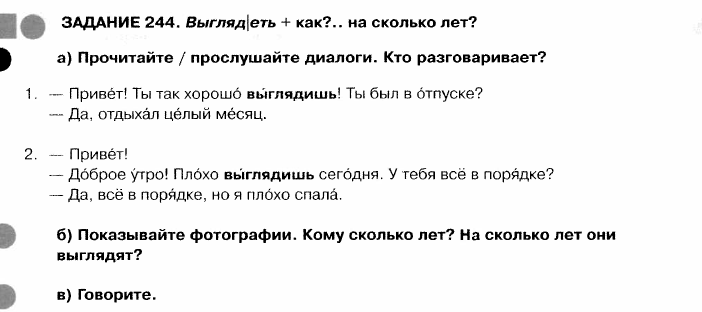 ЗАДАНИЕ 244. Выгляд|еть + как?.. на сколько лет?
а) Прочитайте / прослушайте диалоги. Кто разговаривает?
1. — Приве́т! Ты так хорошо́ вы́глядишь! Ты был в о́тпуске?
— Да, отдыха́л це́лый ме́сяц.
2. — Приве́т!
— До́брое у́тро! Пло́хо вы́глядишь сего́дня. У тебя́ всё в поря́дке?
— Да, всё в поря́дке, но я пло́хо спала́.
б) Показывайте фотографии. Кому сколько лет? На сколько лет они
выглядят?
в) Говорите.